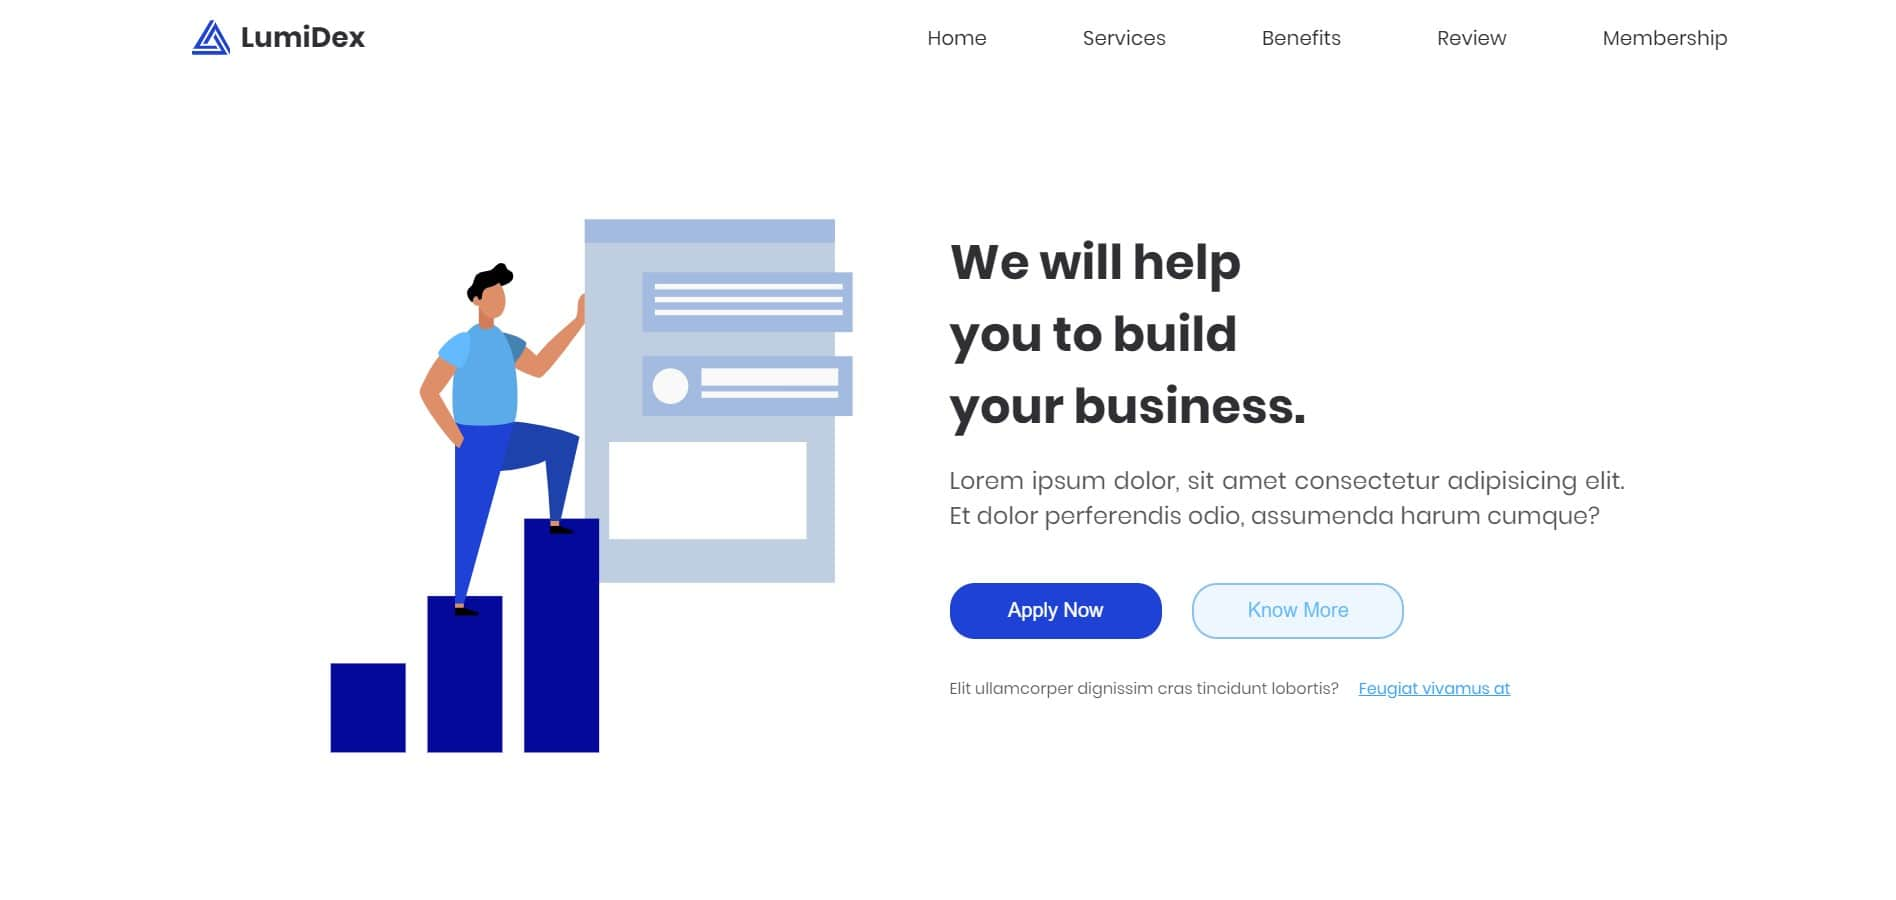 LumiDex
Home
Services
Benefits
Review
Membership
We will help
you to build
your business.
Lorem ipsum dolor, sit amet consectetur adipisicing elit.
Et dolor perferendis odio, assumenda harum cumque?
Apply Now
Know More
Elit ullamcorper dignissim cras tincidunt lobortis? Feugiat vivamus at